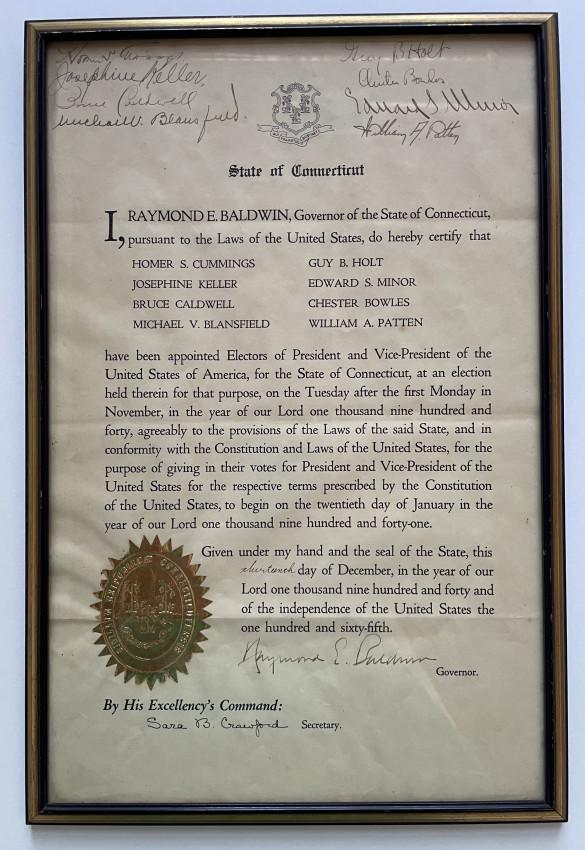 Josephine Keller,
Bruce Caldwell
Michael V. Blansfield.
Guy B Holt
Chester Bowles
Edward S. Minor
William A. Patten
State of Connecticut
I, RAYMOND E. BALDWIN, Governor of the State of Connecticut,
pursuant to the Laws of the United States, do hereby certify that
HOMER S. CUMMINGS GUY B. HOLT
JOSEPHINE KELLER EDWARD S. MINOR
BRUCE CALDWELL CHESTER BOWLES
MICHAEL V. BLANSFIELD WILLIAM A. PATTEN
have been appointed Electors of President and Vice-President of the
United States of America, for the State of Connecticut, at an election
held therein for that purpose, on the Tuesday after the first Monday in
November, in the year of our Lord one thousand nine hundred and
forty, agreeably to the provisions of the Laws of the said State, and in
conformity with the Constitution and Laws of the United States, for the
purpose of giving in their votes for President and Vice-President of the
United States for the respective terms prescribed by the Constitution
of the United States, to begin on the twentieth day of January in the
year of our Lord one thousand nine hundred and forty-one.
Given under my hand and the seal of the State, this
day of December, in the year of our
Lord one thousand nine hundred and forty and
of the independence of the United States the
one hundred and sixty-fifth.
Raymond E. Baldwin
Governor.
By His Excellency's Command:
Sara B. Crawford Secretary.